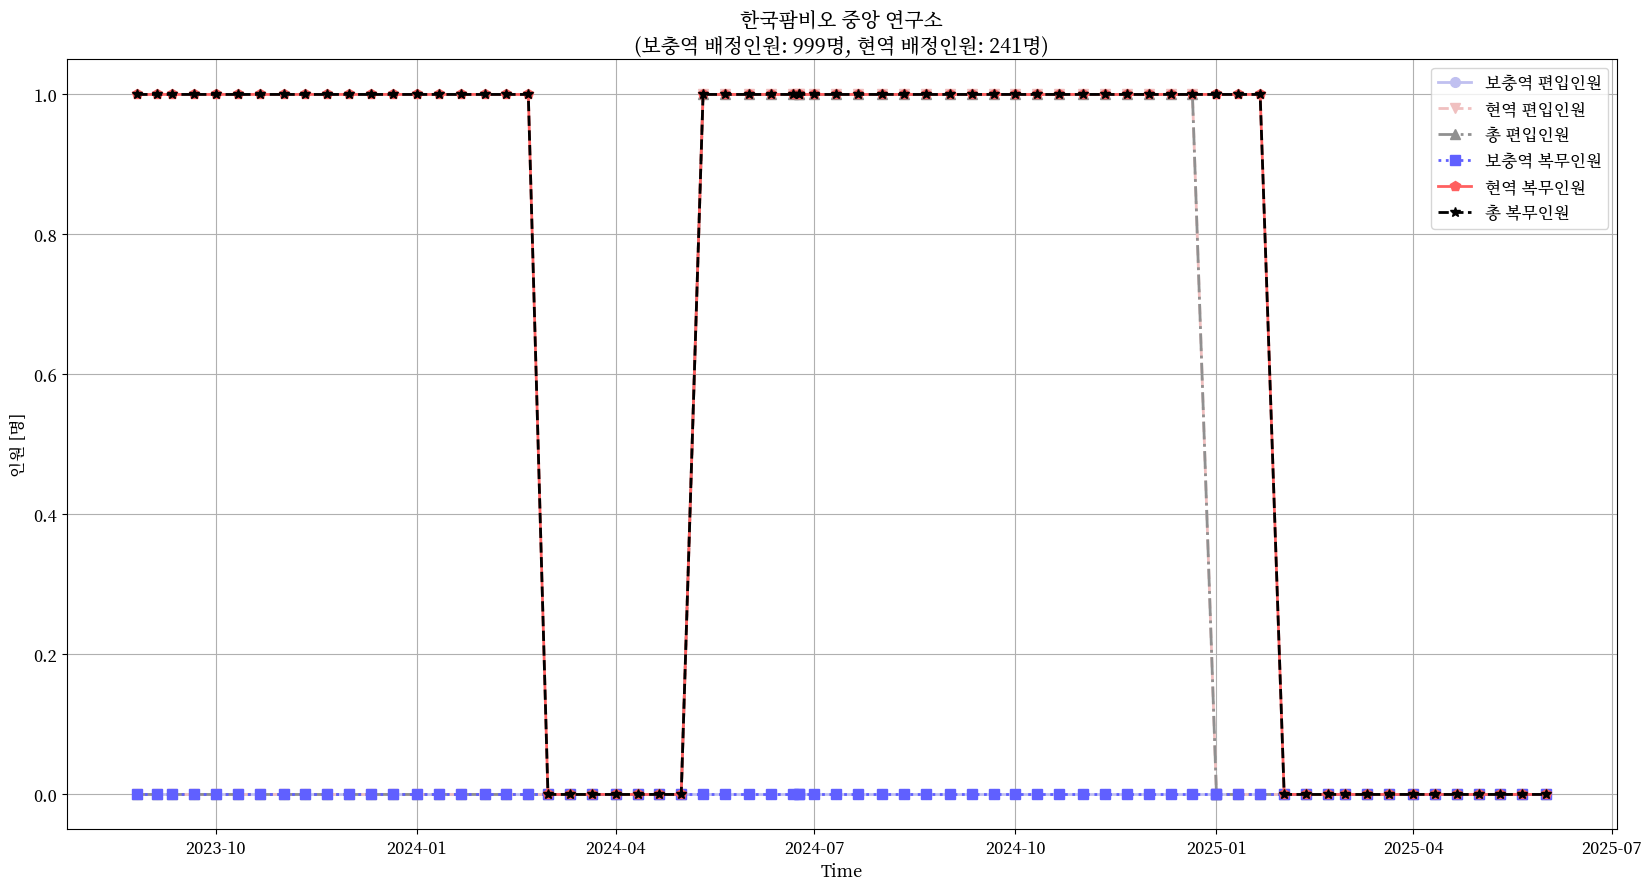 한국팜비오 중앙 연구소
(보충역 배정인원: 999명, 현역 배정인원: 241명)
보충역 편입인원
현역 편입인원
총 편입인원
보충역 복무인원
현역 복무인원
총 복무인원
1.0
0.8
0.6
0.4
0.2
0.0
인원 [명]
2023-10
2024-01
2024-04
2024-07
2024-10
2025-01
2025-04
2025-07
Time